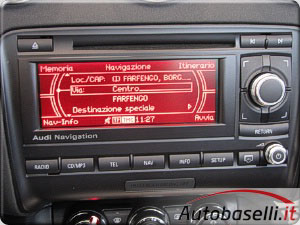 Memoria Navigazione Itinerario
Loc/CAP: FARFENGO, BORG
Via: Centro
FARFENGO
Destinazione speciale
Nav-Info TP 11:27 Avvia
Audi Navigation
RETURN
RADIO CD/MP3 TEL NAV INFO SETUP
Autobaselli.it